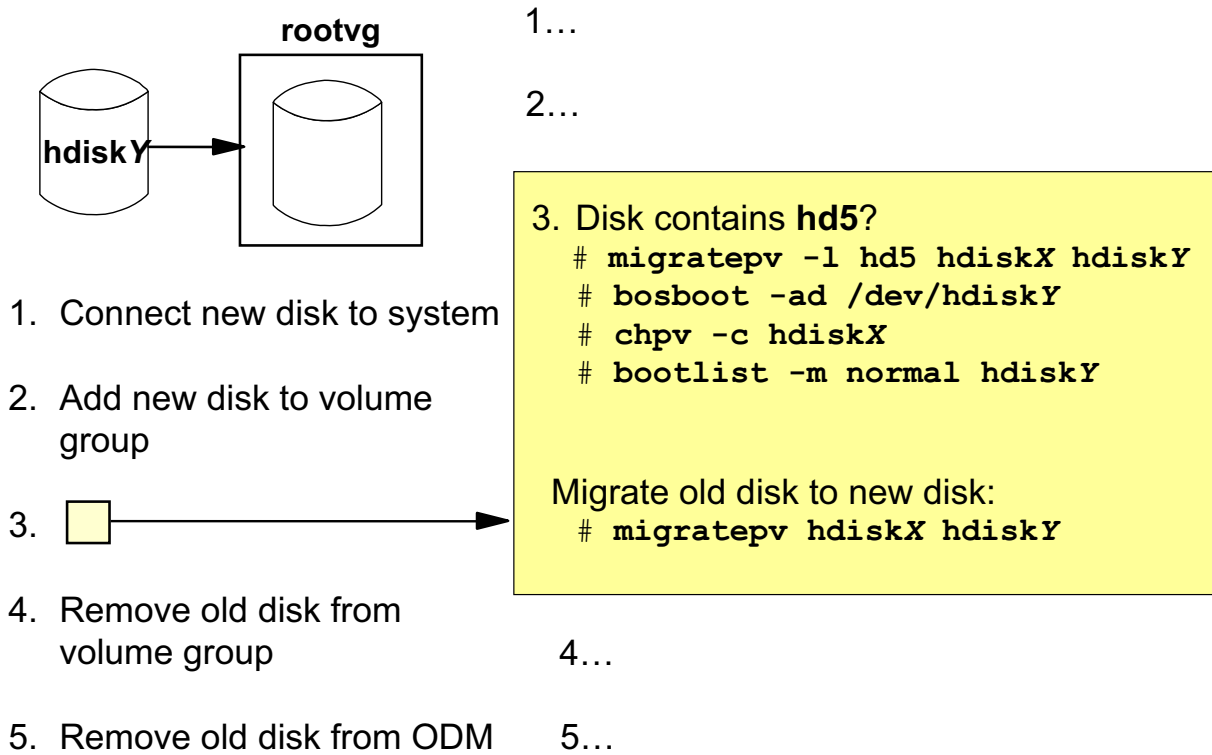 rootvg
hdiskY
1. Connect new disk to system
2. Add new disk to volume
group
3.
4. Remove old disk from
volume group
5. Remove old disk from ODM
1…
2…
3. Disk contains hd5?
# migratepv -l hd5 hdiskX hdiskY
# bosboot -ad /dev/hdiskY
# chpv -c hdiskX
# bootlist -m normal hdiskY
Migrate old disk to new disk:
# migratepv hdiskX hdiskY
4…
5…